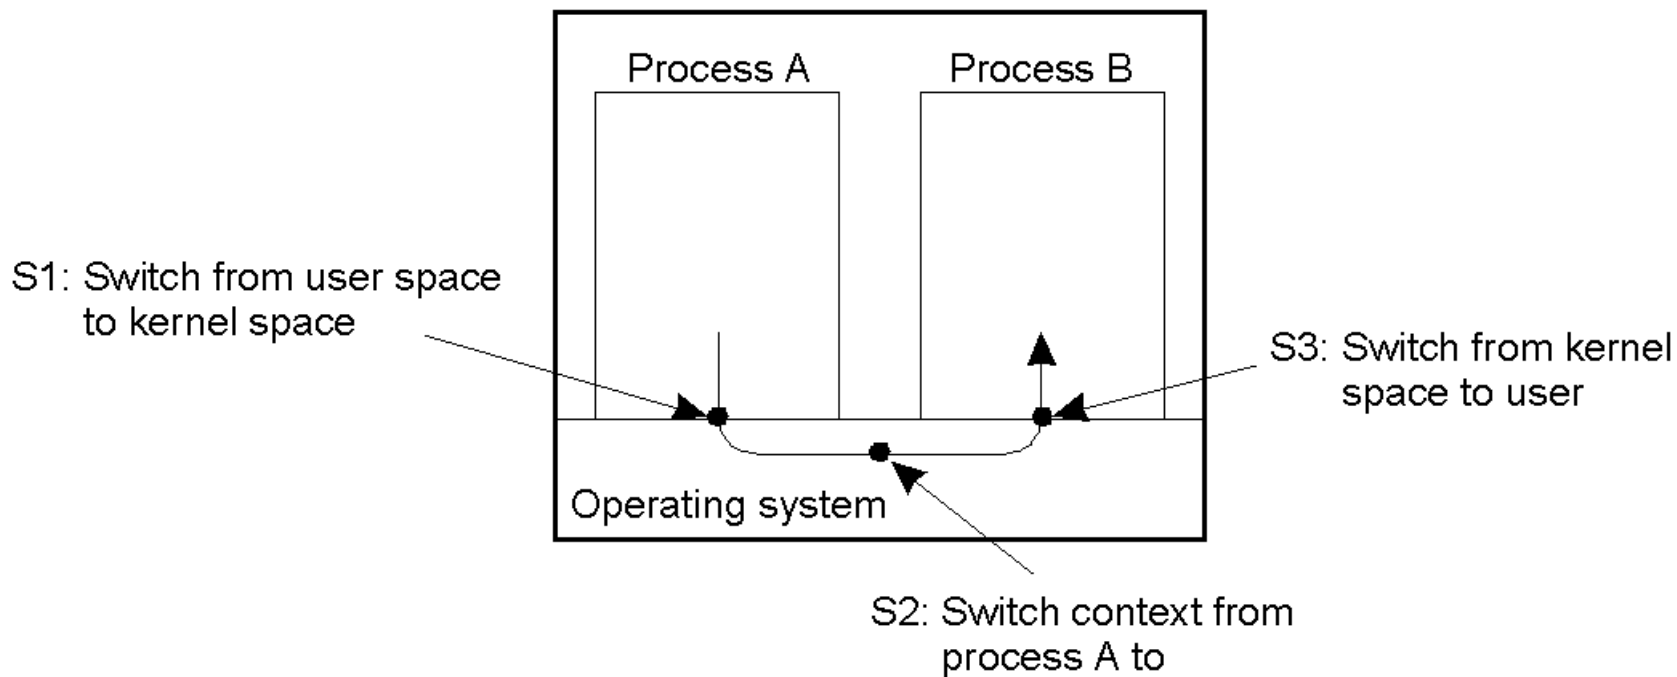 Process A
Process B
S1: Switch from user space
to kernel space
S3: Switch from kernel
space to user
Operating system
S2: Switch context from
process A to